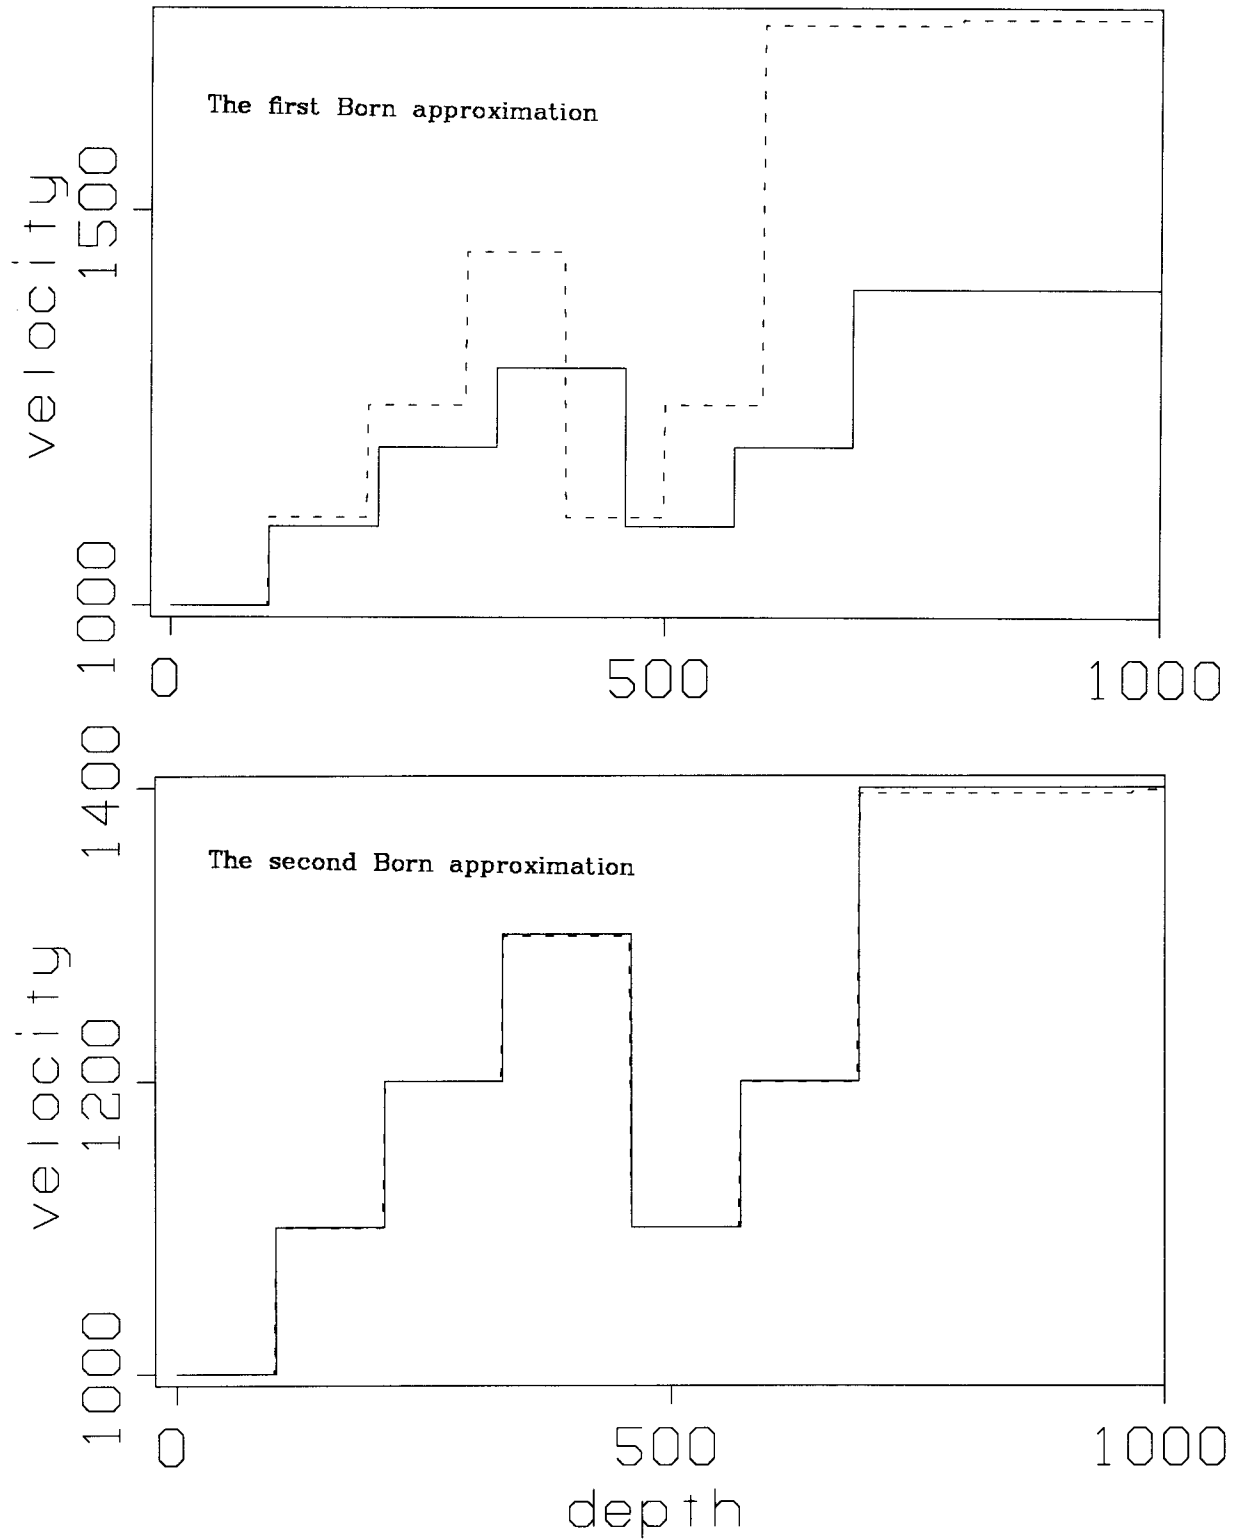 The first Born approximation
velocity
1500
1000
0 500 1000
The second Born approximation
velocity
1400
1200
1000
0 500 1000
depth